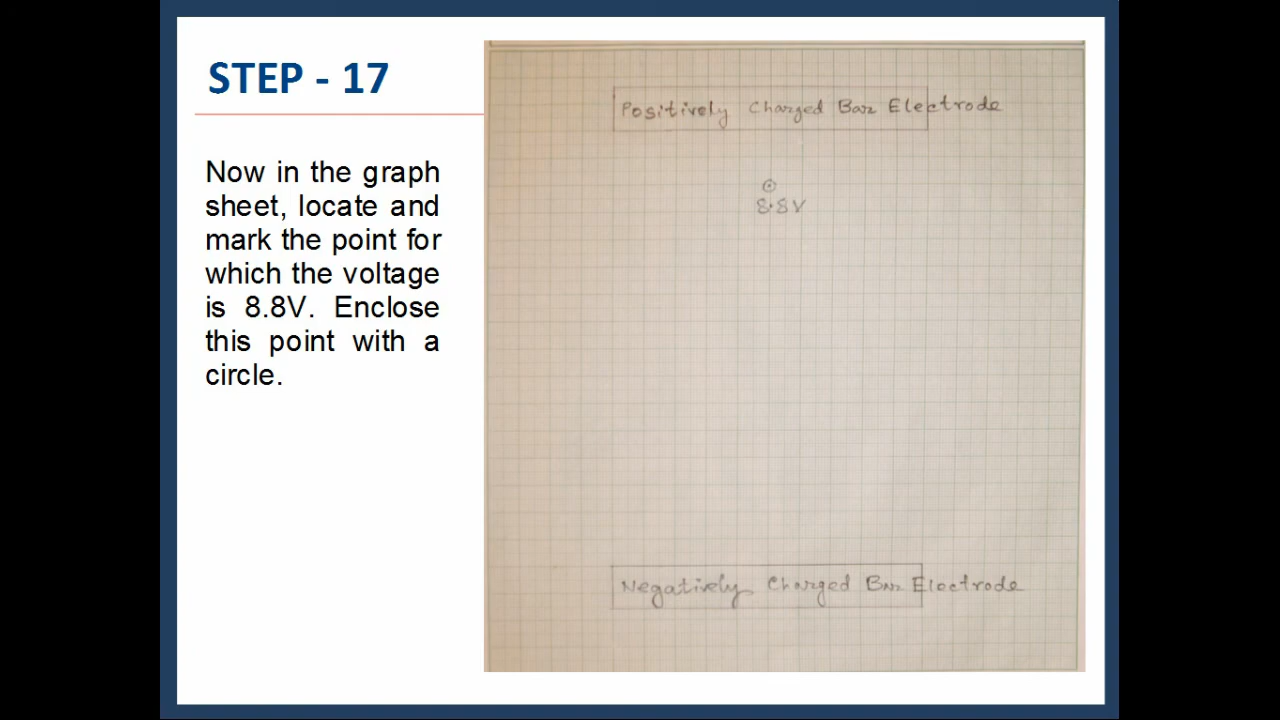 STEP - 17
Now in the graph
sheet, locate and
mark the point for
which the voltage
is 8.8V. Enclose
this point with a
circle.
Positively Charged Bar Electrode
8.8V
Negatively Charged Bar Electrode